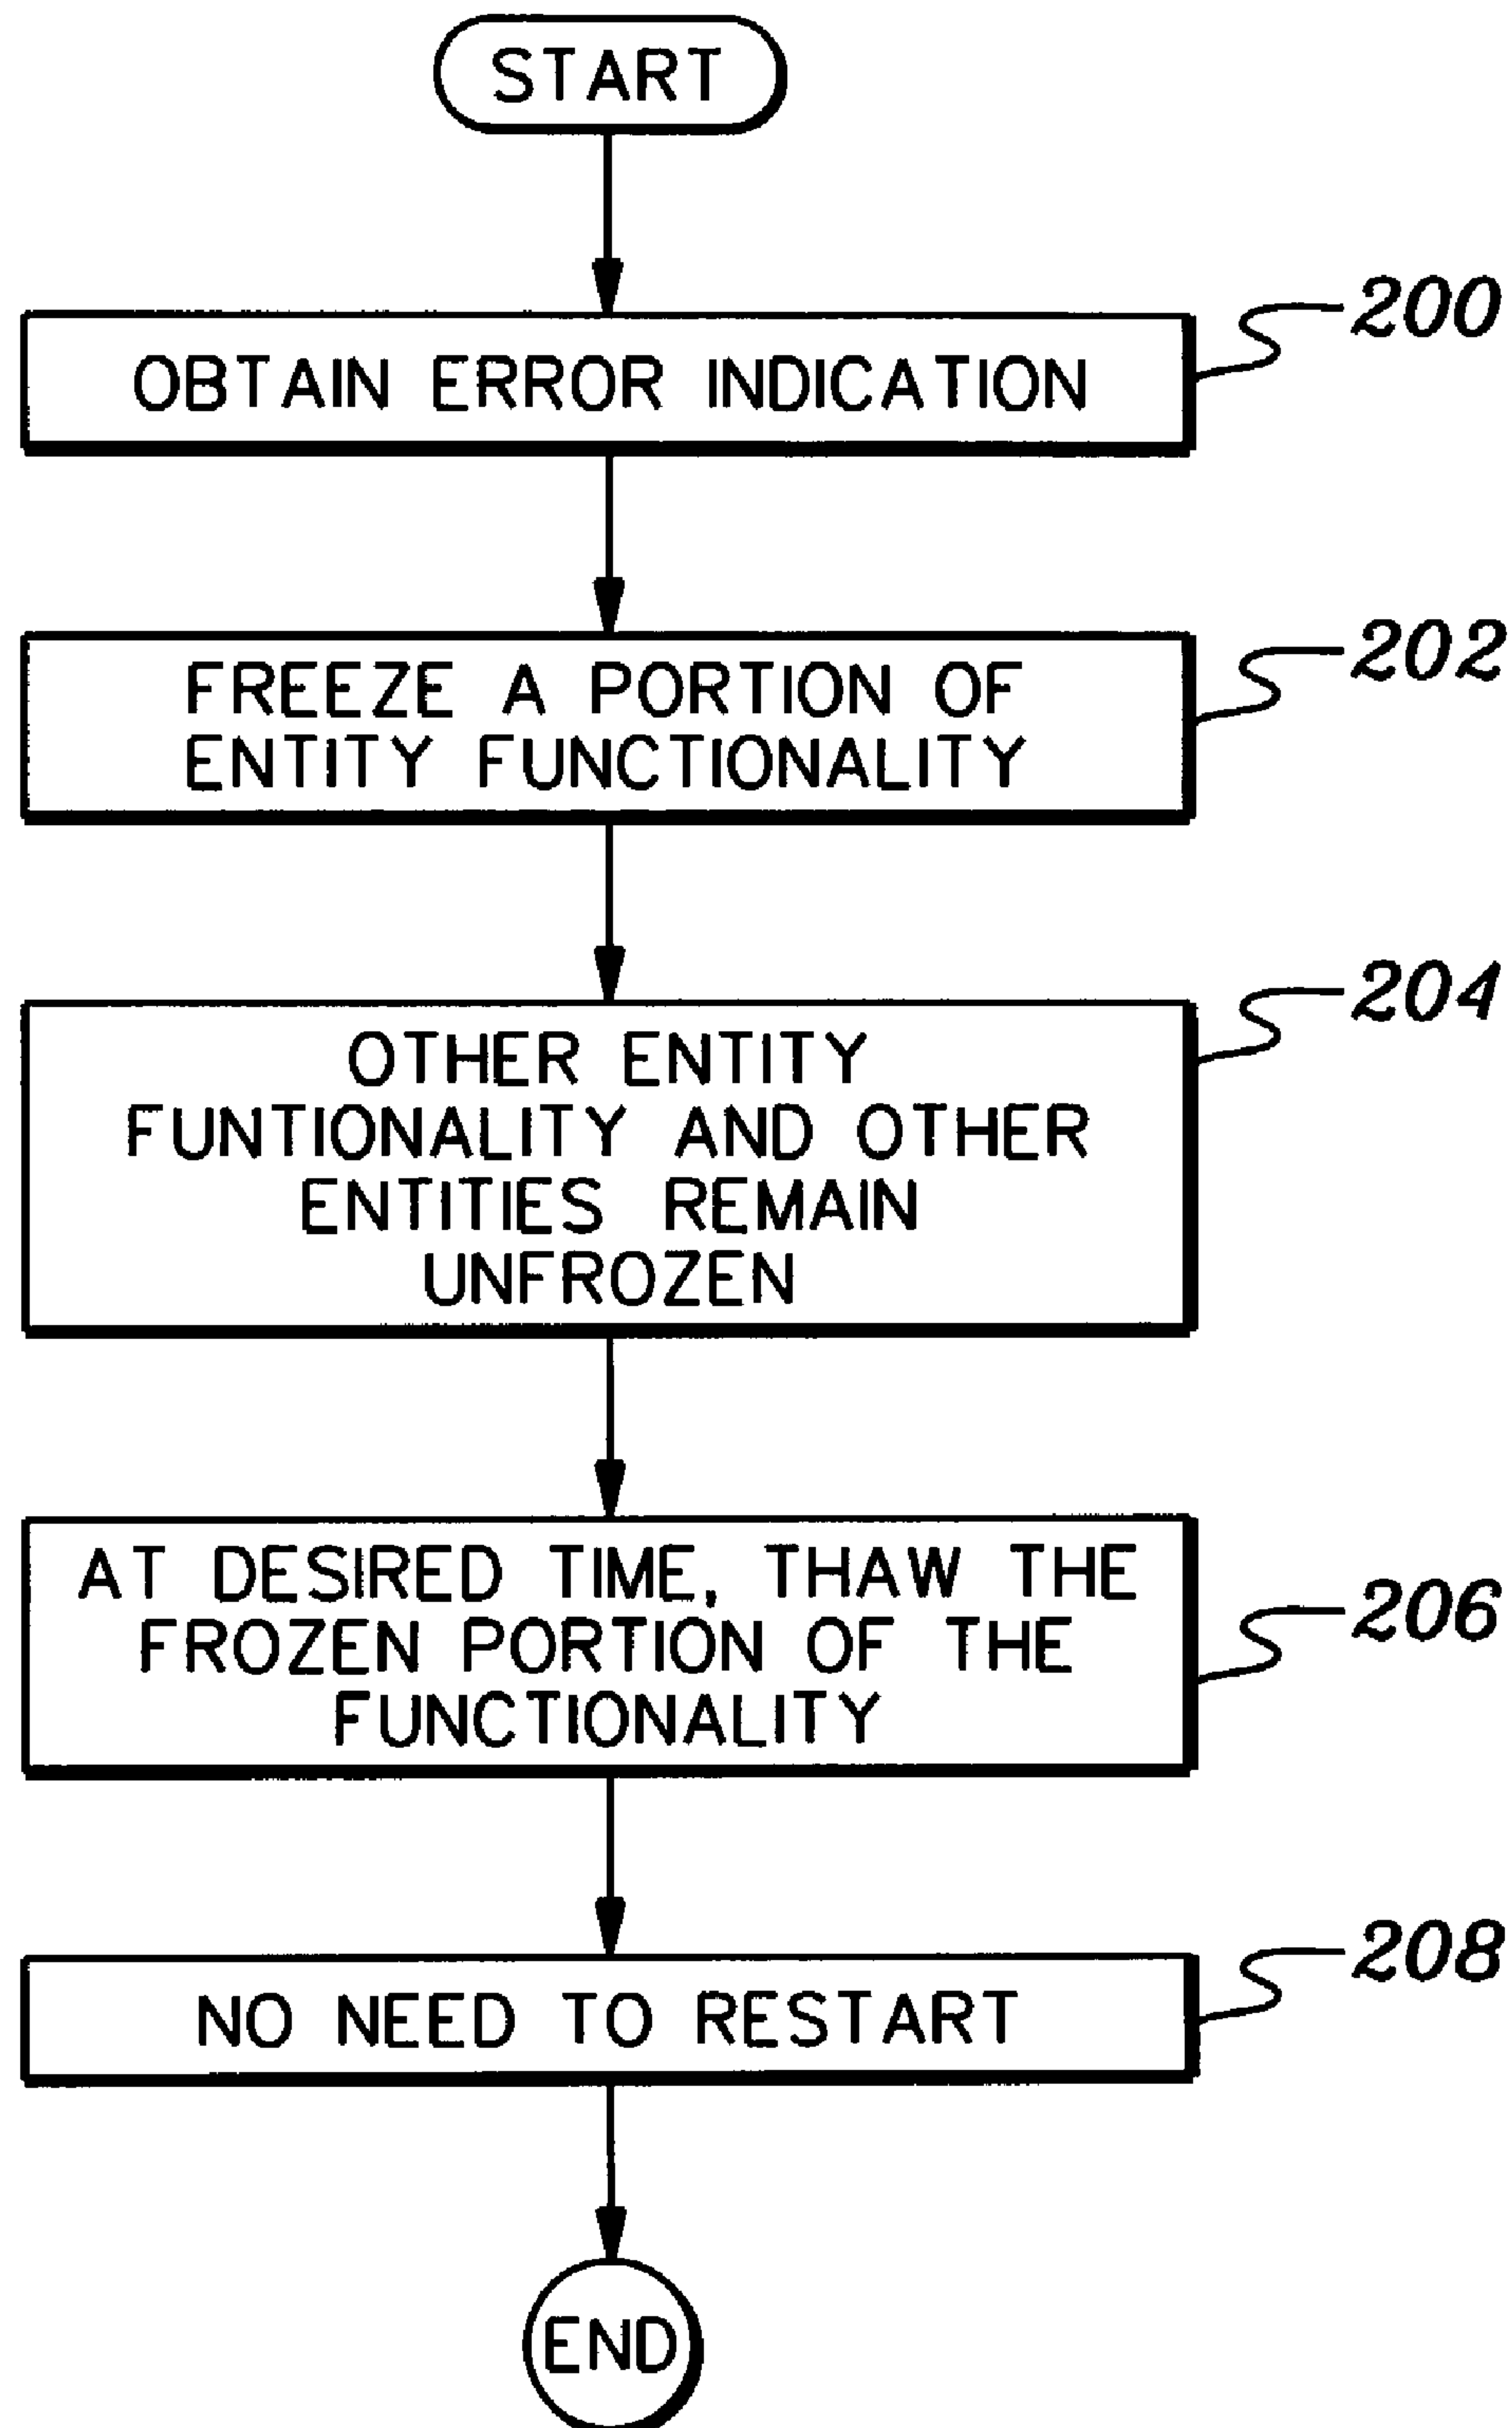 START
OBTAIN ERROR INDICATION
200
FREEZE A PORTION OF
ENTITY FUNCTIONALITY
202
OTHER ENTITY
FUNTIONALITY AND OTHER
ENTITIES REMAIN
UNFROZEN
204
AT DESIRED TIME, THAW THE
FROZEN PORTION OF THE
FUNCTIONALITY
206
NO NEED TO RESTART
208
END